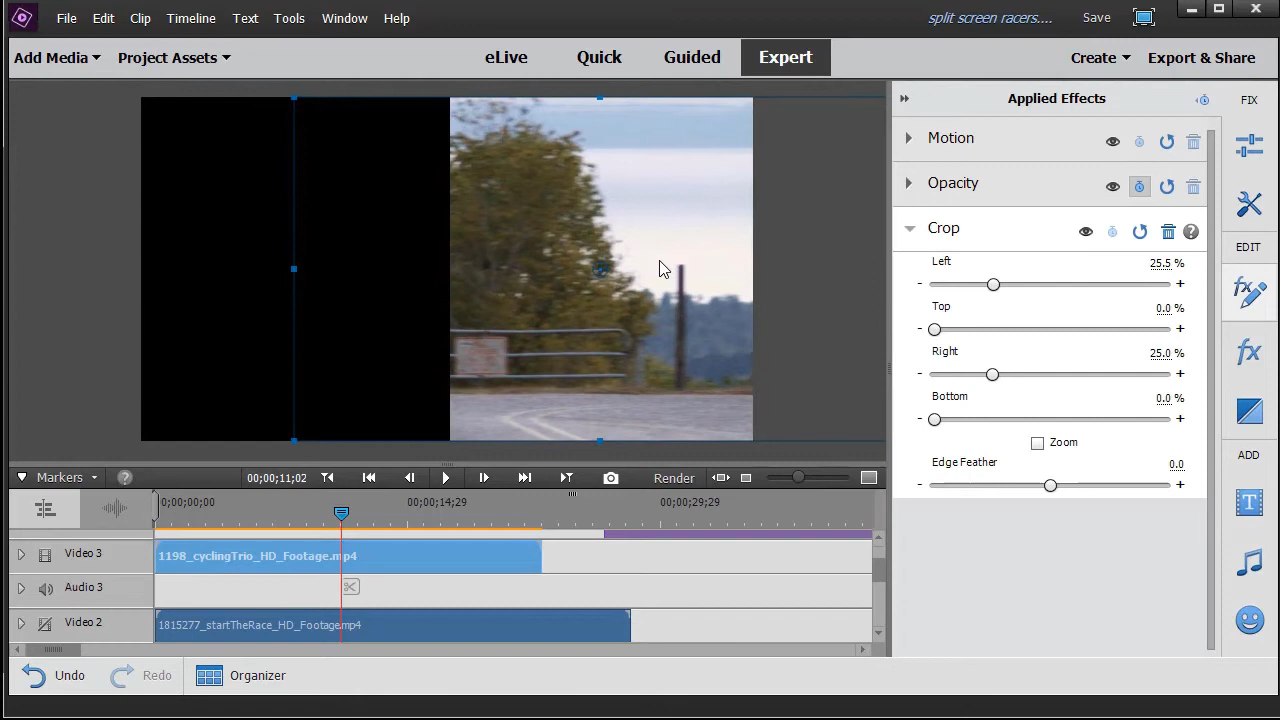 File Edit Clip Timeline Text Tools Window Help split screen racers.... Save
Add Media Project Assets eLive Quick Guided Expert Create Export & Share
Applied Effects FIX
Motion
Opacity
Crop ?
EDIT
Left 25.5 %
- +
Top 0.0 %
- +
Right 25.0 %
- +
Bottom 0.0 %
- +
Zoom
ADD
Edge Feather 0.0
- +
Markers ? 00;00;11;02 Render
0;00;00;00 00;00;14;29 00;00;29;29
Video 3 1198_cyclingTrio_HD_Footage.mp4
Audio 3
Video 2 1815277_startTheRace_HD_Footage.mp4
Undo Redo Organizer